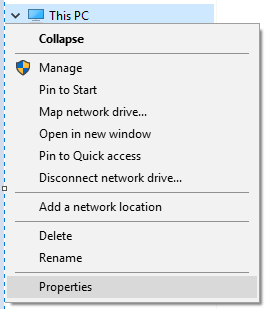 This PC
Collapse
Manage
Pin to Start
Map network drive...
Open in new window
Pin to Quick access
Disconnect network drive...
Add a network location
Delete
Rename
Properties